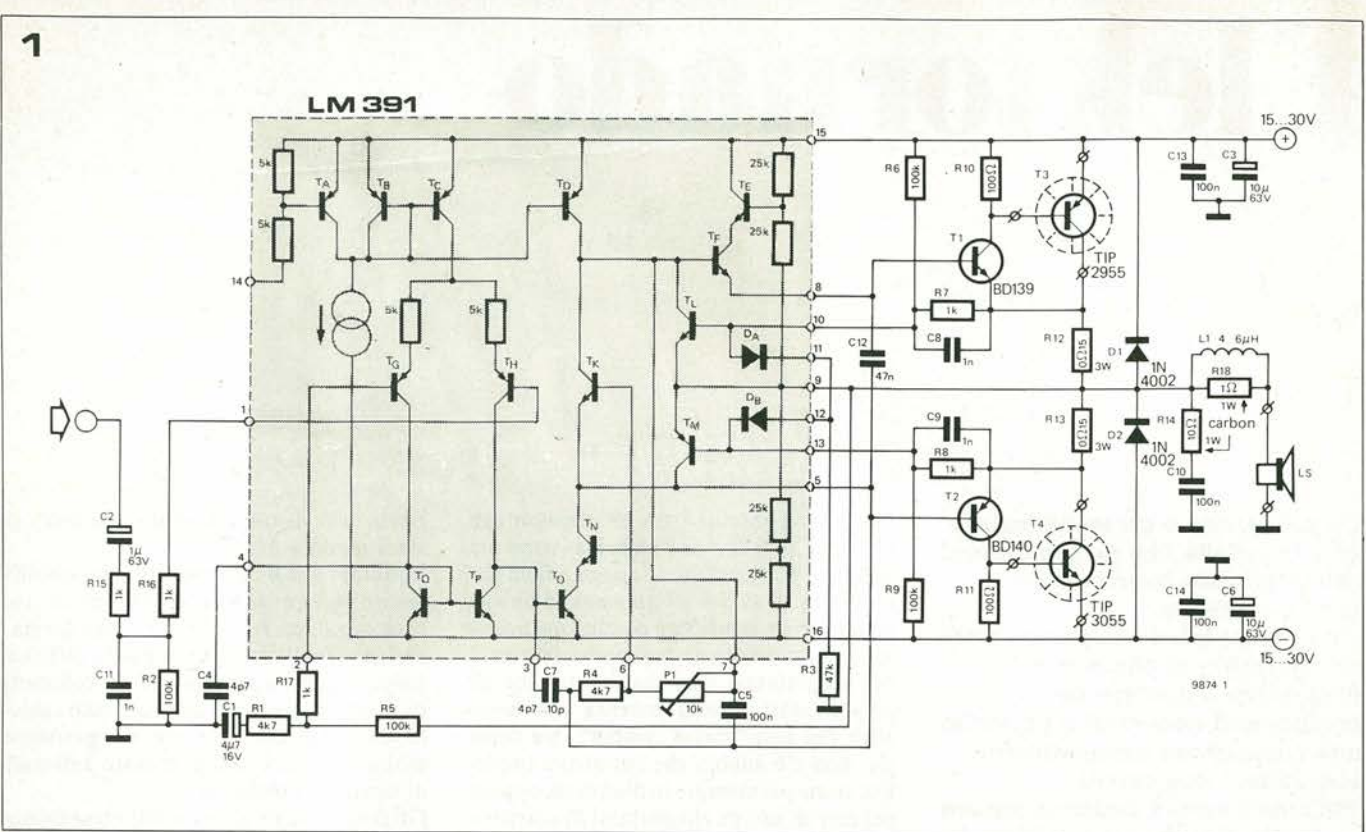 1
LM 391
15
15...30V
+
5k
TA
TB
TC
TD
TE
25k
R6
100k
R10
100Ω
T3
C13
100n
C3
10µ
63V
5k
25k
TF
T1
TIP
2955
14
BD139
8
R7
1k
5k
5k
TL
10
C8
1n
DA
11
C12
47n
R12
0Ω15
3W
D1
1N
4002
L1 4 6µH
R18
1Ω
1W
TG
TH
TK
9
DB
12
C9
1n
R13
0Ω15
3W
D2
1N
4002
R14
10Ω
1W
carbon
1
TM
13
R8
1k
LS
5
T2
C10
100n
C2
1µ
63V
25k
BD140
T4
TN
R15
1k
R16
1k
4
TO
TP
TQ
25k
R9
100k
R11
100Ω
TIP
3055
C14
100n
C6
10µ
63V
16
–
15...30V
2
3
6
7
C11
1n
R2
100k
C4
4p7
R17
1k
C7
4p7
10p
R4
4k7
P1
10k
C5
100n
R3
47k
9874 1
C1
4µ7
16V
R1
4k7
R5
100k